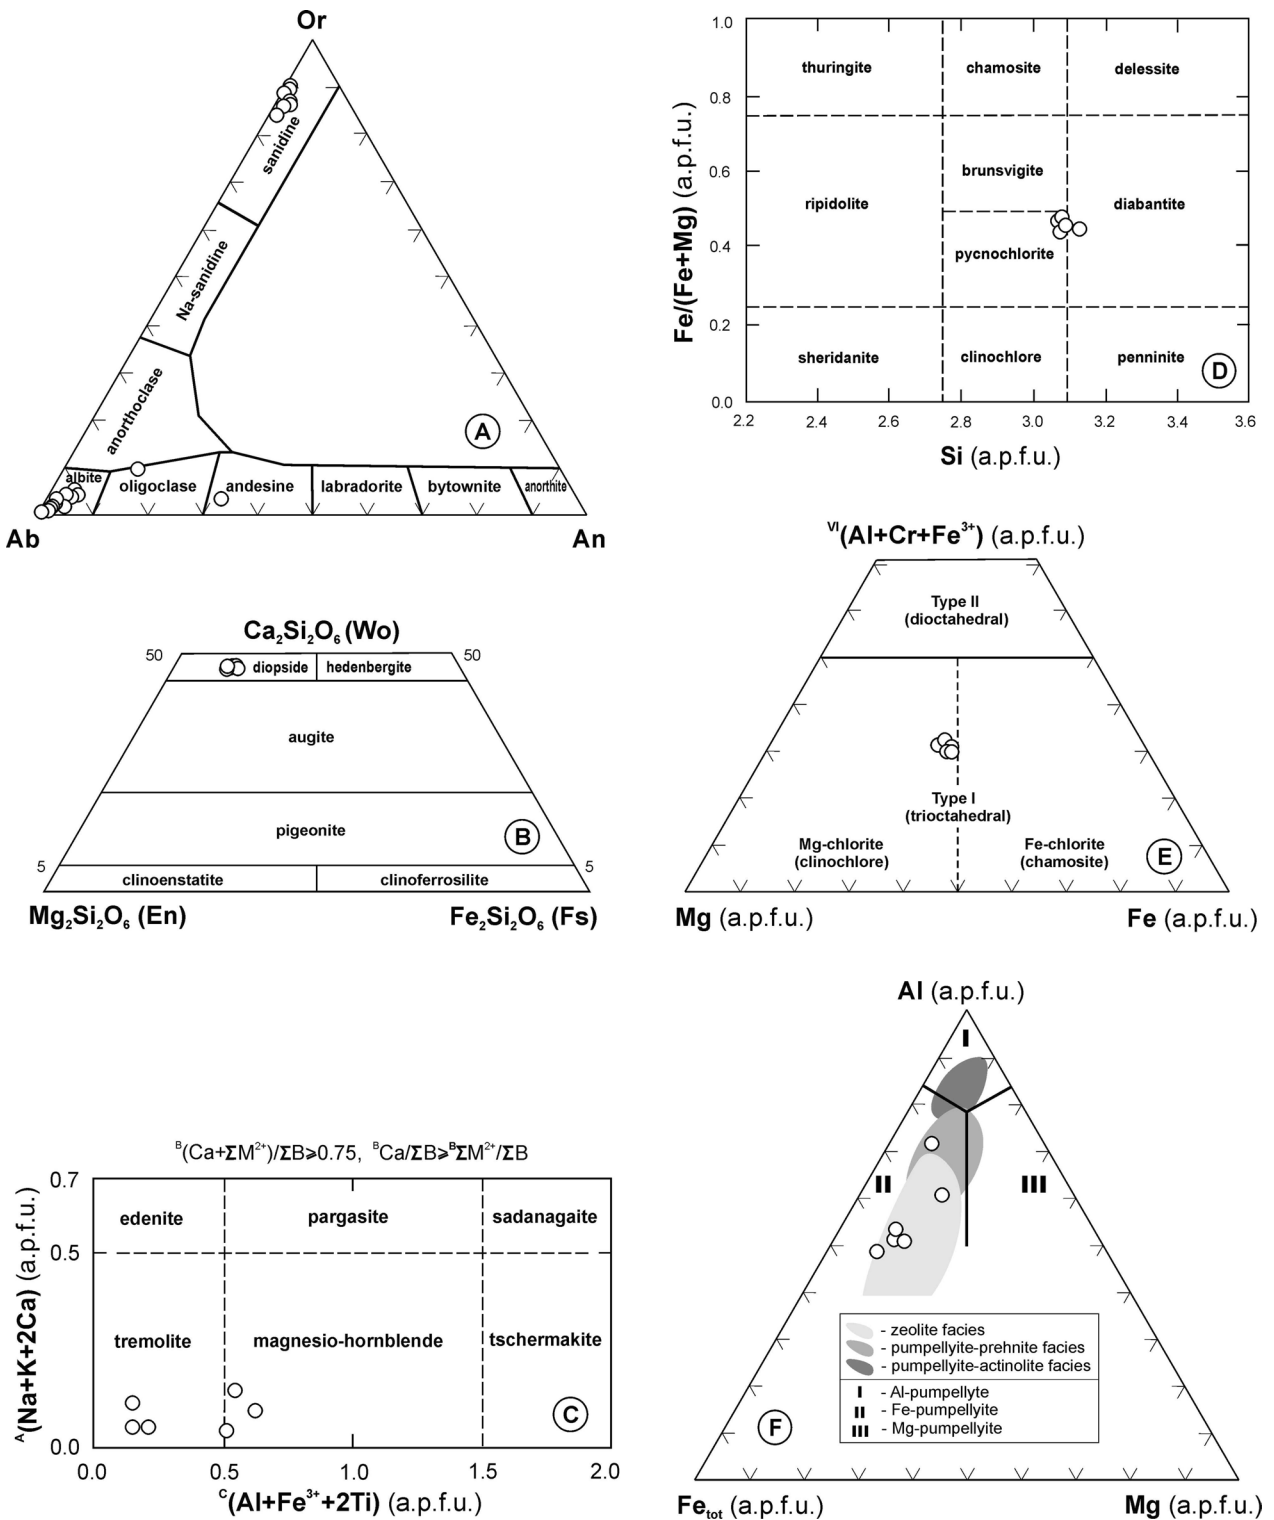 Or
sanidine
Na-sanidine
anorthoclase
A
albite
oligoclase
andesine
labradorite
bytownite
anorthite
Ab
An
1.0
0.8
0.6
0.4
0.2
0.0
Fe/(Fe+Mg) (a.p.f.u.)
thuringite
chamosite
delessite
brunsvigite
ripidolite
diabantite
pycnochlorite
sheridanite
clinochlore
penninite
D
2.2
2.4
2.6
2.8
3.0
3.2
3.4
3.6
Si (a.p.f.u.)
Ca₂Si₂O₆ (Wo)
50
50
diopside
hedenbergite
augite
pigeonite
B
5
5
clinoenstatite
clinoferrosilite
Mg₂Si₂O₆ (En)
Fe₂Si₂O₆ (Fs)
ⱽᴵ(Al+Cr+Fe³⁺) (a.p.f.u.)
Type II
(dioctahedral)
Type I
(trioctahedral)
Mg-chlorite
(clinochlore)
Fe-chlorite
(chamosite)
E
Mg (a.p.f.u.)
Fe (a.p.f.u.)
ᴮ(Ca+ΣM²⁺)/ΣB⩾0.75, ᴮCa/ΣB⩾ᴮΣM²⁺/ΣB
0.7
0.5
0.0
ᴬ(Na+K+2Ca) (a.p.f.u.)
edenite
pargasite
sadanagaite
tremolite
magnesio-hornblende
tschermakite
C
0.0
0.5
1.0
1.5
2.0
ᶜ(Al+Fe³⁺+2Ti) (a.p.f.u.)
Al (a.p.f.u.)
I
II
III
- zeolite facies
- pumpellyite-prehnite facies
- pumpellyite-actinolite facies
I - Al-pumpellyte
II - Fe-pumpellyite
III - Mg-pumpellyite
F
Feₜₒₜ (a.p.f.u.)
Mg (a.p.f.u.)